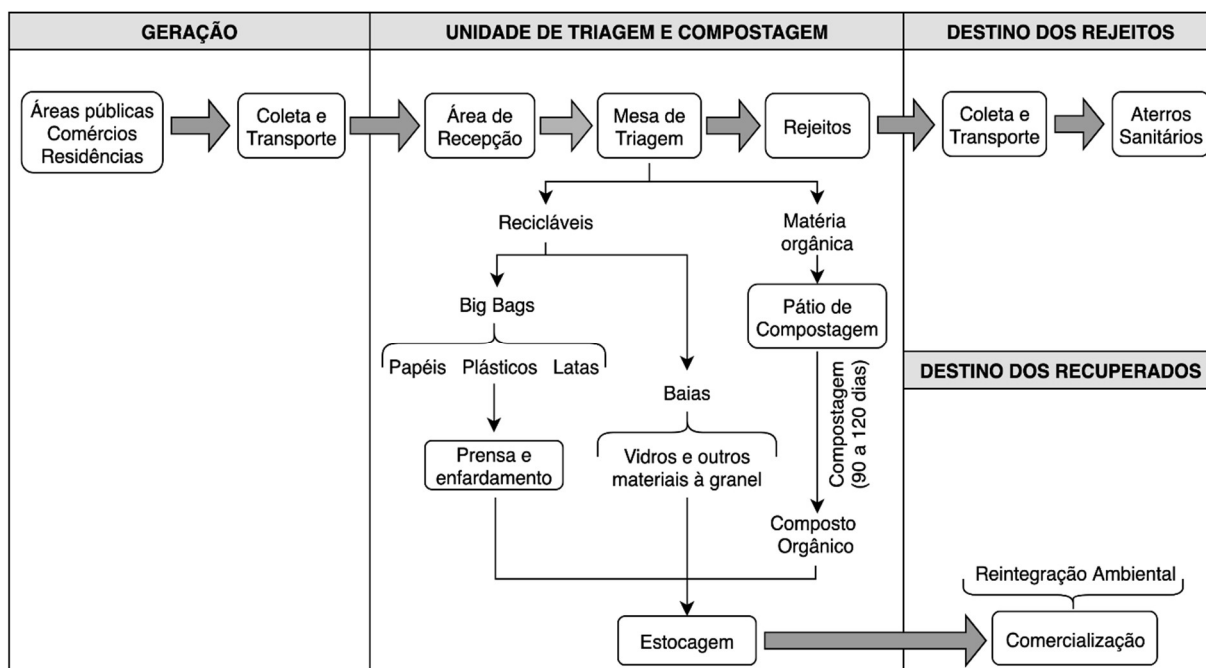 GERAÇÃO
UNIDADE DE TRIAGEM E COMPOSTAGEM
DESTINO DOS REJEITOS
Áreas públicas
Comércios
Residências
Coleta e
Transporte
Área de
Recepção
Mesa de
Triagem
Rejeitos
Coleta e
Transporte
Aterros
Sanitários
Recicláveis
Matéria
orgânica
Big Bags
Pátio de
Compostagem
Papéis Plásticos Latas
DESTINO DOS RECUPERADOS
Baias
Compostagem
(90 a 120 dias)
Prensa e
enfardamento
Vidros e outros
materiais à granel
Composto
Orgânico
Reintegração Ambiental
Estocagem
Comercialização